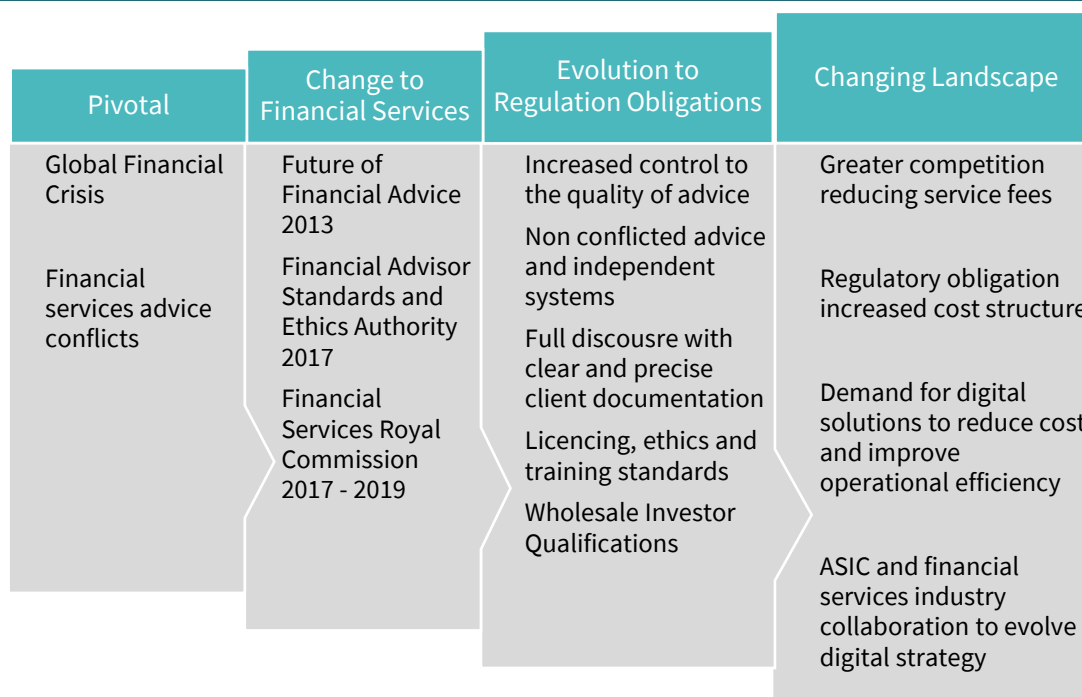 Pivotal
Global Financial
Crisis
Financial
services advice
conflicts
Change to
Financial Services
Future of
Financial Advice
2013
Financial Advisor
Standards and
Ethics Authority
2017
Financial
Services Royal
Commission
2017 - 2019
Evolution to
Regulation Obligations
Increased control to
the quality of advice
Non conflicted advice
and independent
systems
Full discousre with
clear and precise
client documentation
Licencing, ethics and
training standards
Wholesale Investor
Qualifications
Changing Landscape
Greater competition
reducing service fees
Regulatory obligation
increased cost structure
Demand for digital
solutions to reduce cost
and improve
operational efficiency
ASIC and financial
services industry
collaboration to evolve
digital strategy